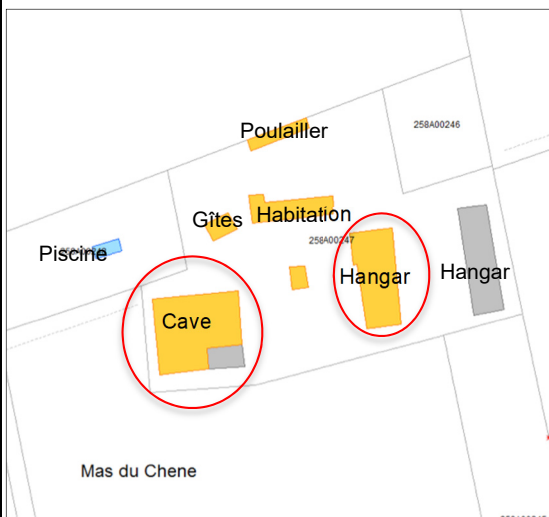 258A00246
Poulailler
Gîtes
Habitation
258A00247
Piscine
Hangar
Hangar
Cave
Mas du Chene